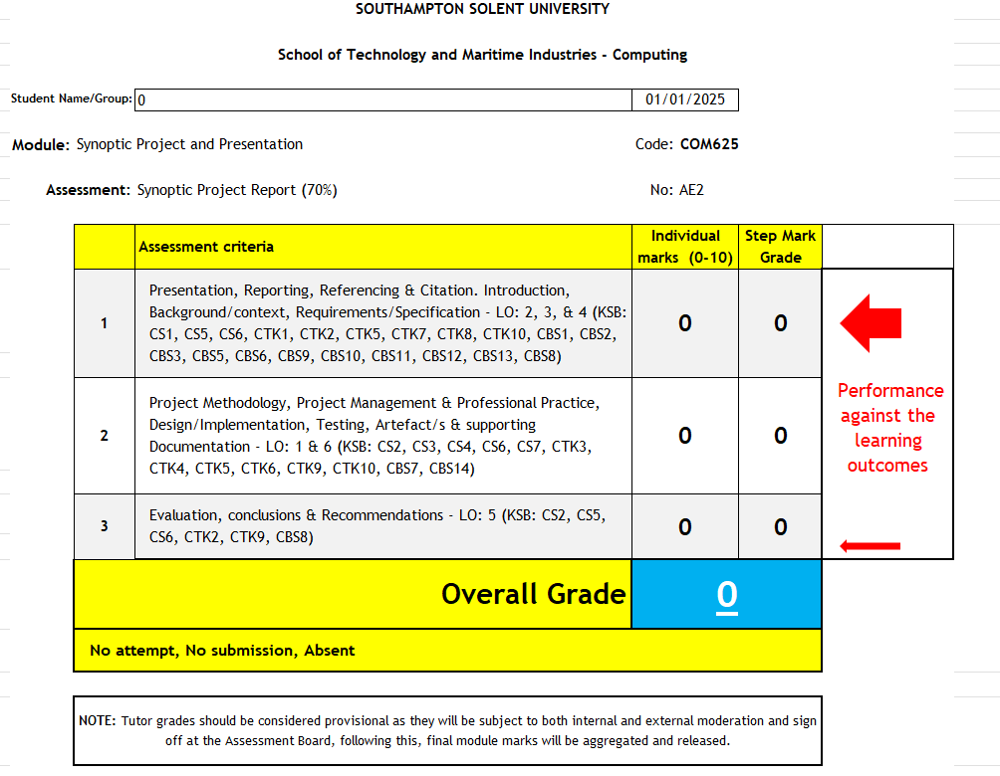 SOUTHAMPTON SOLENT UNIVERSITY
School of Technology and Maritime Industries - Computing
Student Name/Group: 0 01/01/2025
Module: Synoptic Project and Presentation Code: COM625
Assessment: Synoptic Project Report (70%) No: AE2
Assessment criteria
Individual
marks (0-10)
Step Mark
Grade
1
Presentation, Reporting, Referencing & Citation. Introduction,
Background/context, Requirements/Specification - LO: 2, 3, & 4 (KSB:
CS1, CS5, CS6, CTK1, CTK2, CTK5, CTK7, CTK8, CTK10, CBS1, CBS2,
CBS3, CBS5, CBS6, CBS9, CBS10, CBS11, CBS12, CBS13, CBS8)
0
0
2
Project Methodology, Project Management & Professional Practice,
Design/Implementation, Testing, Artefact/s & supporting
Documentation - LO: 1 & 6 (KSB: CS2, CS3, CS4, CS6, CS7, CTK3,
CTK4, CTK5, CTK6, CTK9, CTK10, CBS7, CBS14)
0
0
3
Evaluation, conclusions & Recommendations - LO: 5 (KSB: CS2, CS5,
CS6, CTK2, CTK9, CBS8)
0
0
Performance
against the
learning
outcomes
Overall Grade 0
No attempt, No submission, Absent
NOTE: Tutor grades should be considered provisional as they will be subject to both internal and external moderation and sign
off at the Assessment Board, following this, final module marks will be aggregated and released.